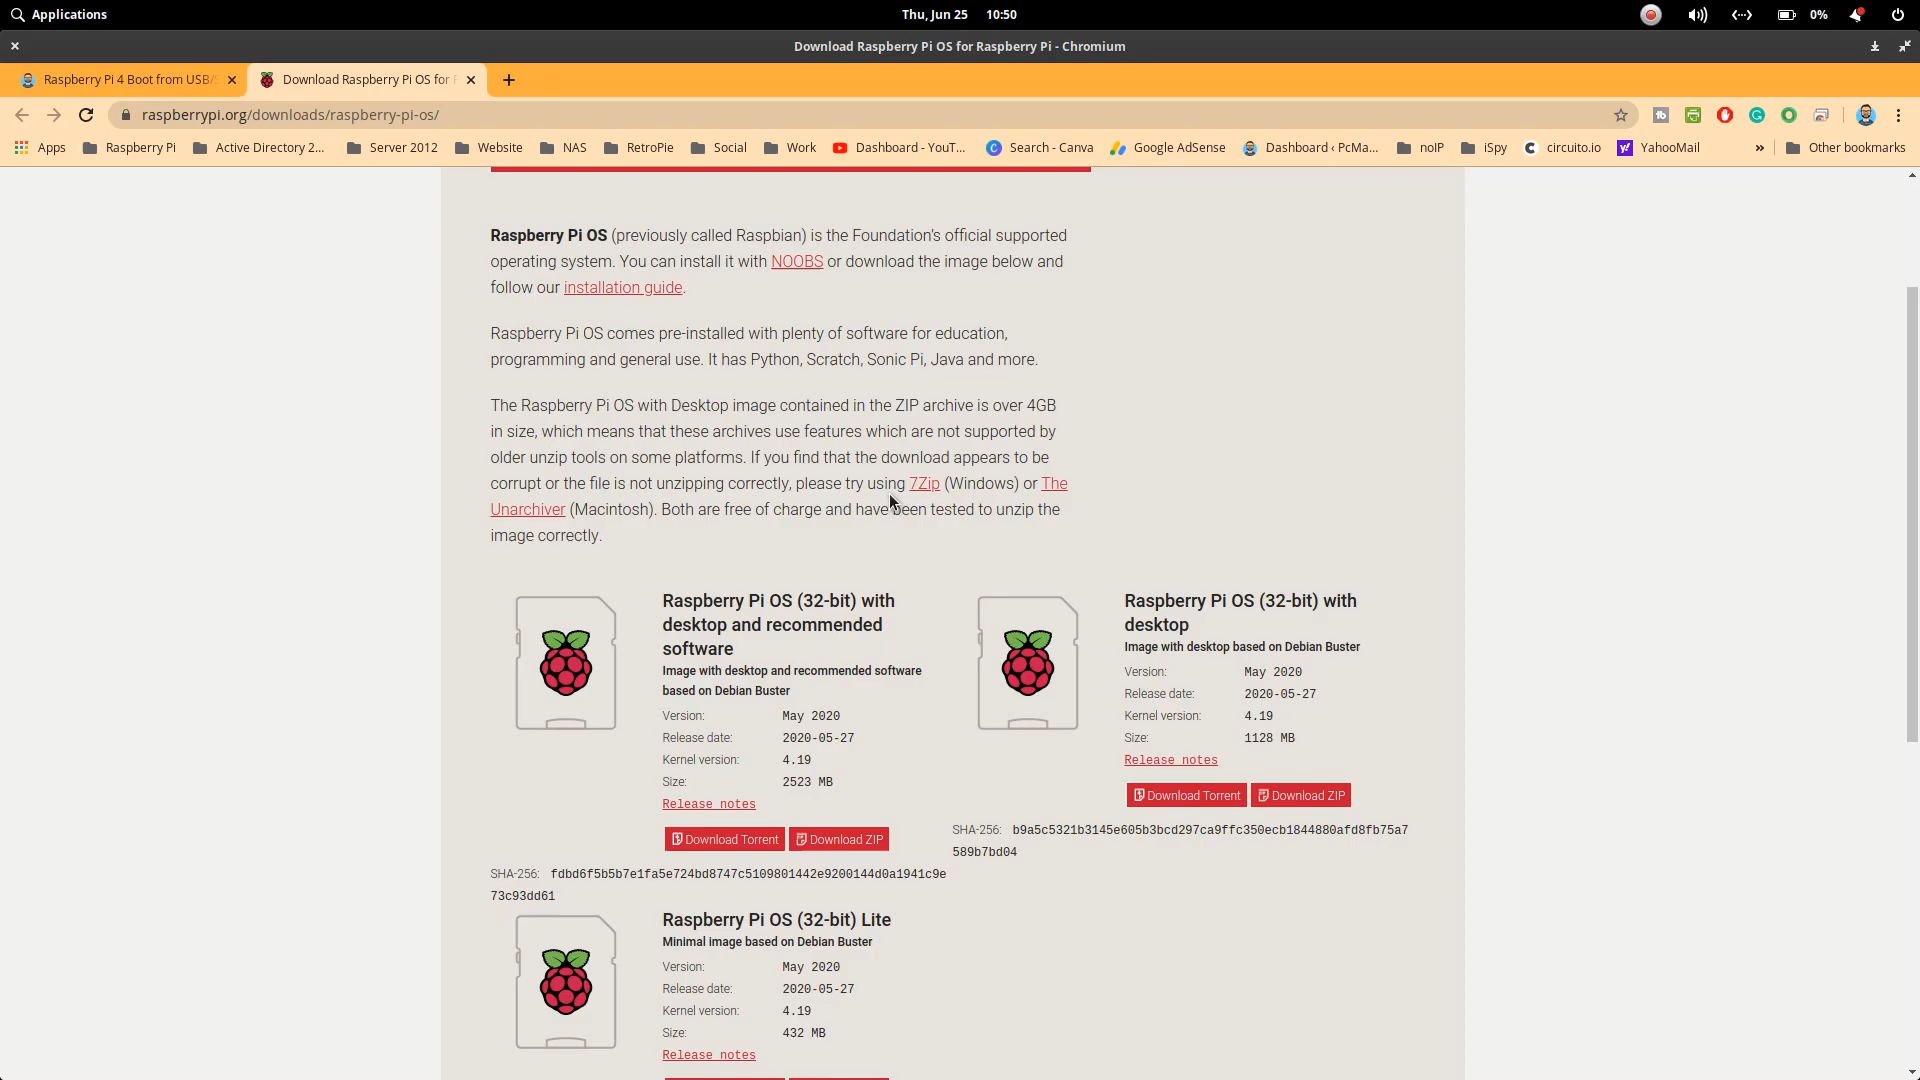 Applications
Thu, Jun 25 10:50
0%
Download Raspberry Pi OS for Raspberry Pi - Chromium
Raspberry Pi 4 Boot from USB/
Download Raspberry Pi OS for
raspberrypi.org/downloads/raspberry-pi-os/
Apps Raspberry Pi Active Directory 2... Server 2012 Website NAS RetroPie Social Work Dashboard - YouT... Search - Canva Google AdSense Dashboard ‹ PcMa... noIP iSpy circuito.io YahooMail » Other bookmarks
Raspberry Pi OS (previously called Raspbian) is the Foundation's official supported
operating system. You can install it with NOOBS or download the image below and
follow our installation guide.
Raspberry Pi OS comes pre-installed with plenty of software for education,
programming and general use. It has Python, Scratch, Sonic Pi, Java and more.
The Raspberry Pi OS with Desktop image contained in the ZIP archive is over 4GB
in size, which means that these archives use features which are not supported by
older unzip tools on some platforms. If you find that the download appears to be
corrupt or the file is not unzipping correctly, please try using 7Zip (Windows) or The
Unarchiver (Macintosh). Both are free of charge and have been tested to unzip the
image correctly.
Raspberry Pi OS (32-bit) with
desktop and recommended
software
Image with desktop and recommended software
based on Debian Buster
Version: May 2020
Release date: 2020-05-27
Kernel version: 4.19
Size: 2523 MB
Release notes
Download Torrent Download ZIP
SHA-256: fdbd6f5b5b7e1fa5e724bd8747c5109801442e9200144d0a1941c9e
73c93dd61
Raspberry Pi OS (32-bit) with
desktop
Image with desktop based on Debian Buster
Version: May 2020
Release date: 2020-05-27
Kernel version: 4.19
Size: 1128 MB
Release notes
Download Torrent Download ZIP
SHA-256: b9a5c5321b3145e605b3bcd297ca9ffc350ecb1844880afd8fb75a7
589b7bd04
Raspberry Pi OS (32-bit) Lite
Minimal image based on Debian Buster
Version: May 2020
Release date: 2020-05-27
Kernel version: 4.19
Size: 432 MB
Release notes